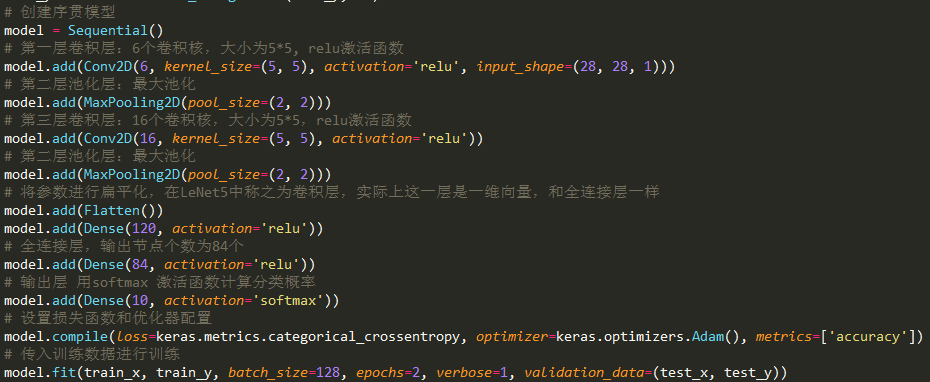 # 创建序贯模型
model = Sequential()
# 第一层卷积层：6个卷积核，大小为5*5, relu激活函数
model.add(Conv2D(6, kernel_size=(5, 5), activation='relu', input_shape=(28, 28, 1)))
# 第二层池化层：最大池化
model.add(MaxPooling2D(pool_size=(2, 2)))
# 第三层卷积层：16个卷积核，大小为5*5，relu激活函数
model.add(Conv2D(16, kernel_size=(5, 5), activation='relu'))
# 第二层池化层：最大池化
model.add(MaxPooling2D(pool_size=(2, 2)))
# 将参数进行扁平化，在LeNet5中称之为卷积层，实际上这一层是一维向量，和全连接层一样
model.add(Flatten())
model.add(Dense(120, activation='relu'))
# 全连接层，输出节点个数为84个
model.add(Dense(84, activation='relu'))
# 输出层 用softmax 激活函数计算分类概率
model.add(Dense(10, activation='softmax'))
# 设置损失函数和优化器配置
model.compile(loss=keras.metrics.categorical_crossentropy, optimizer=keras.optimizers.Adam(), metrics=['accuracy'])
# 传入训练数据进行训练
model.fit(train_x, train_y, batch_size=128, epochs=2, verbose=1, validation_data=(test_x, test_y))